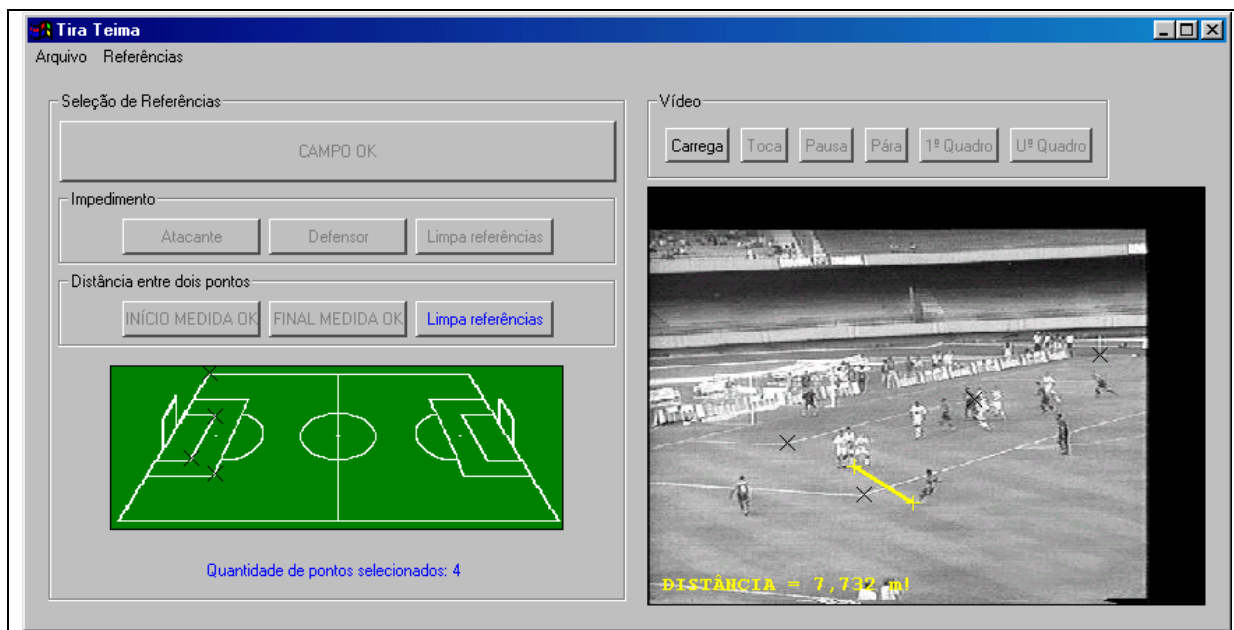 Tira Teima
Arquivo Referências
Seleção de Referências
CAMPO OK
Impedimento
Atacante Defensor Limpa referências
Distância entre dois pontos
INÍCIO MEDIDA OK FINAL MEDIDA OK Limpa referências
Quantidade de pontos selecionados: 4
Vídeo
Carrega Toca Pausa Pára 1º Quadro Uº Quadro
DISTÂNCIA = 7,732 m!